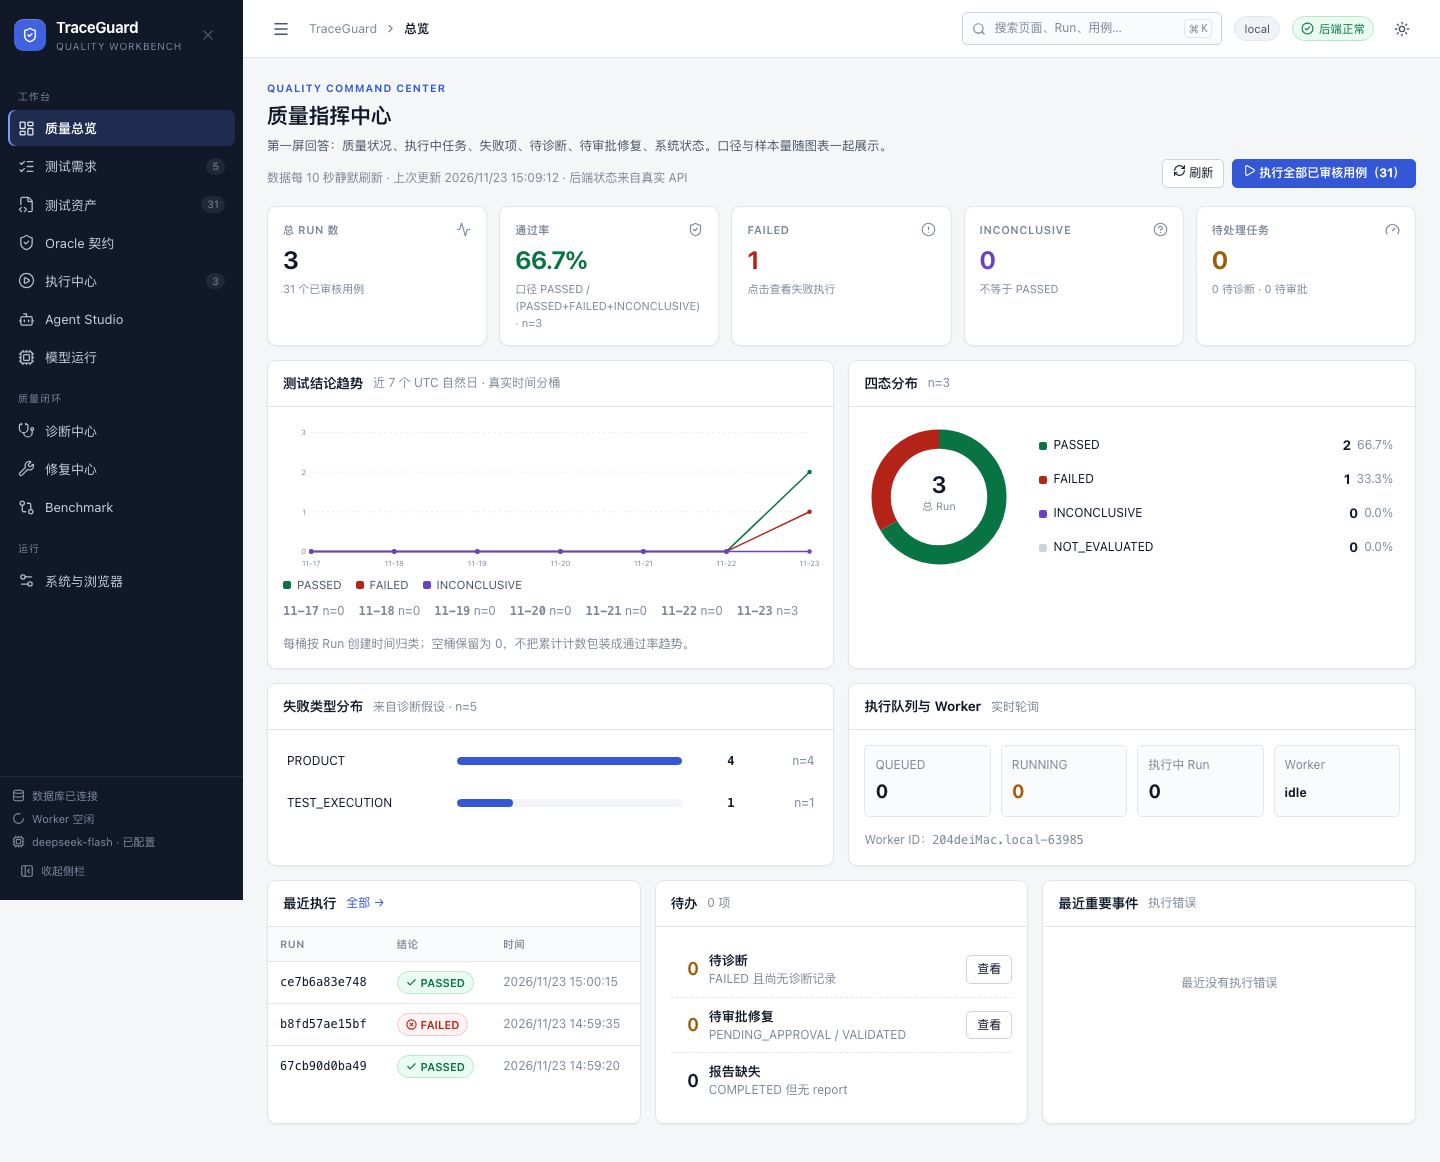 TraceGuard
QUALITY WORKBENCH
工作台
质量总览
测试需求 5
测试资产 31
Oracle 契约
执行中心 3
Agent Studio
模型运行
质量闭环
诊断中心
修复中心
Benchmark
运行
系统与浏览器
数据库已连接
Worker 空闲
deepseek-flash · 已配置
收起侧栏
TraceGuard > 总览
搜索页面、Run、用例... ⌘ K
local
后端正常
QUALITY COMMAND CENTER
质量指挥中心
第一屏回答：质量状况、执行中任务、失败项、待诊断、待审批修复、系统状态。口径与样本量随图表一起展示。
数据每 10 秒静默刷新 · 上次更新 2026/11/23 15:09:12 · 后端状态来自真实 API
刷新
执行全部已审核用例（31）
总 RUN 数
3
31 个已审核用例
通过率
66.7%
口径 PASSED /
(PASSED+FAILED+INCONCLUSIVE)
· n=3
FAILED
1
点击查看失败执行
INCONCLUSIVE
0
不等于 PASSED
待处理任务
0
0 待诊断 · 0 待审批
测试结论趋势 近 7 个 UTC 自然日 · 真实时间分桶
3
2
1
0
11-17 11-18 11-19 11-20 11-21 11-22 11-23
PASSED FAILED INCONCLUSIVE
11-17 n=0 11-18 n=0 11-19 n=0 11-20 n=0 11-21 n=0 11-22 n=0 11-23 n=3
每桶按 Run 创建时间归类；空桶保留为 0，不把累计计数包装成通过率趋势。
四态分布 n=3
3
总 Run
PASSED 2 66.7%
FAILED 1 33.3%
INCONCLUSIVE 0 0.0%
NOT_EVALUATED 0 0.0%
失败类型分布 来自诊断假设 · n=5
PRODUCT 4 n=4
TEST_EXECUTION 1 n=1
执行队列与 Worker 实时轮询
QUEUED
0
RUNNING
0
执行中 Run
0
Worker
idle
Worker ID：204deiMac.local-63985
最近执行 全部 →
RUN 结论 时间
ce7b6a83e748 PASSED 2026/11/23 15:00:15
b8fd57ae15bf FAILED 2026/11/23 14:59:35
67cb90d0ba49 PASSED 2026/11/23 14:59:20
待办 0 项
0 待诊断
FAILED 且尚无诊断记录
查看
0 待审批修复
PENDING_APPROVAL / VALIDATED
查看
0 报告缺失
COMPLETED 但无 report
最近重要事件 执行错误
最近没有执行错误